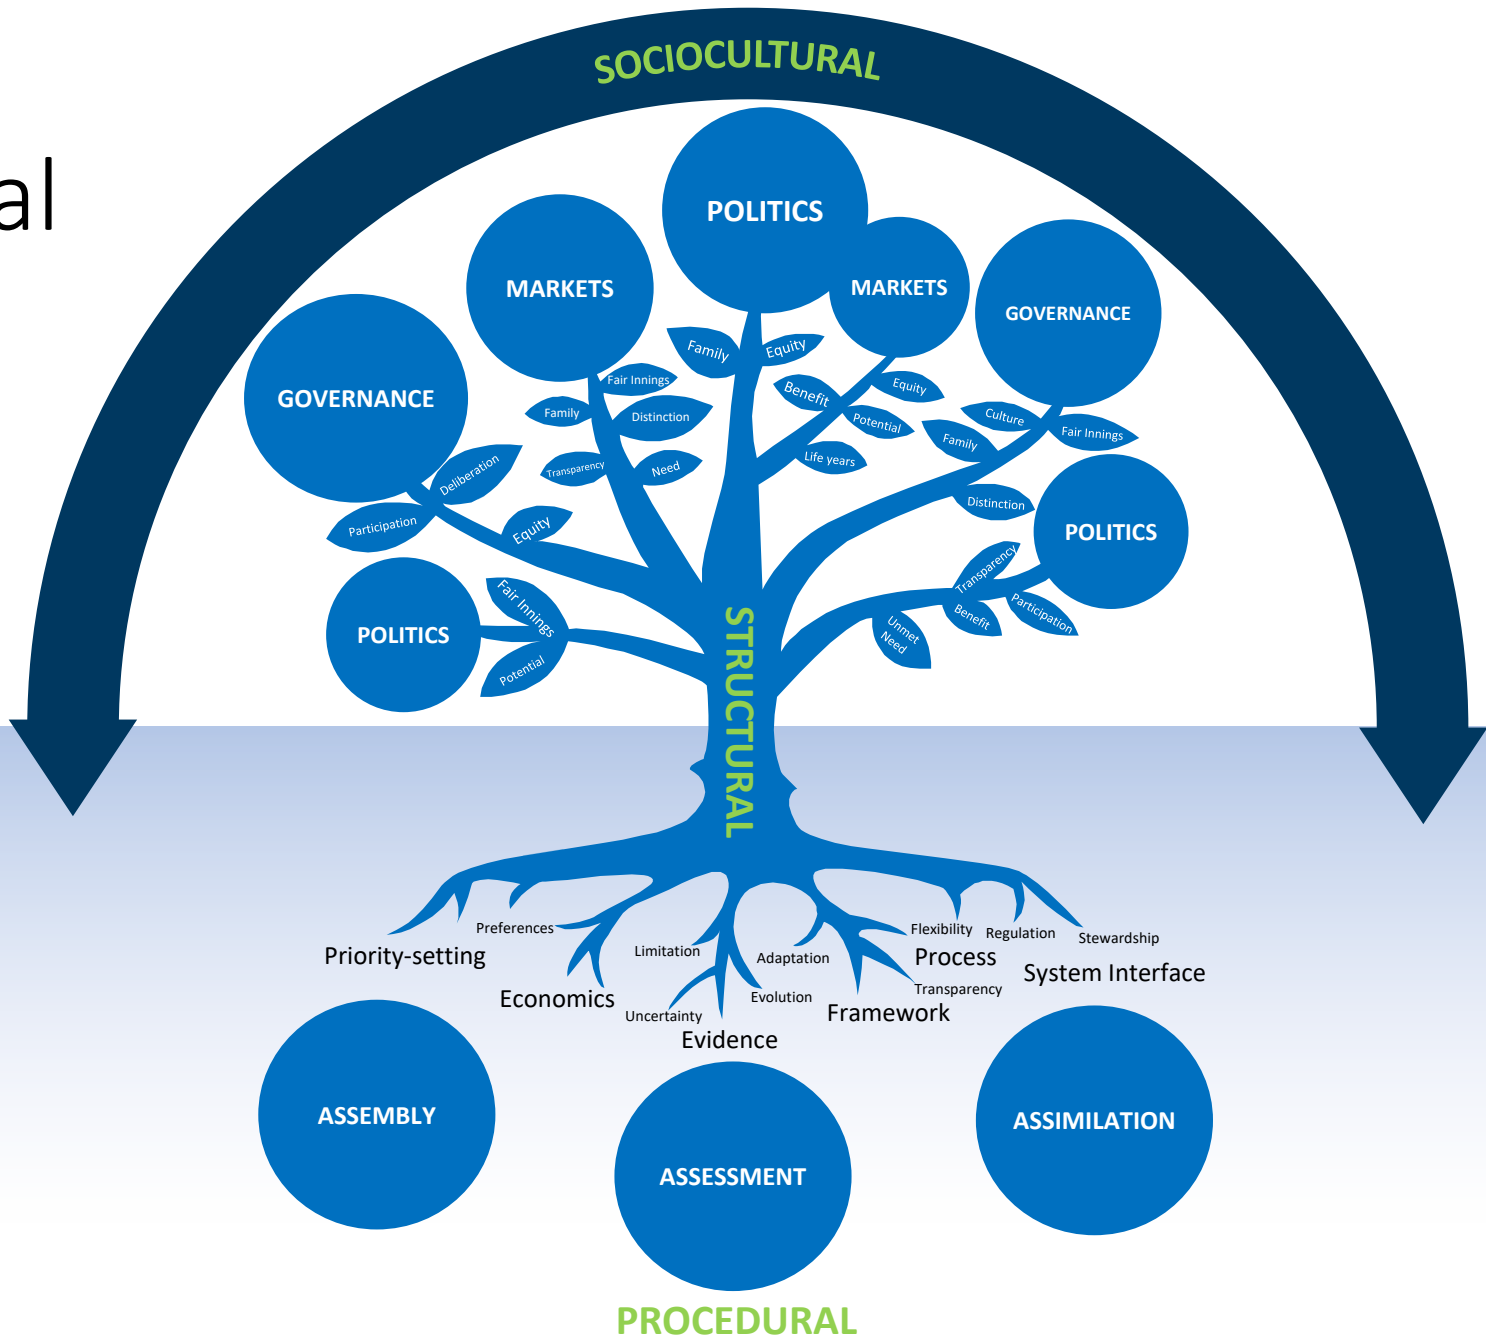 SOCIOCULTURAL
al
POLITICS
MARKETS
MARKETS
GOVERNANCE
GOVERNANCE
Family
Equity
Fair Innings
Family
Distinction
Transparency
Need
Benefit
Equity
Potential
Life years
Culture
Family
Fair Innings
Distinction
Deliberation
Participation
Equity
POLITICS
Transparency
Benefit
Participation
Unmet
Need
POLITICS
Fair Innings
Potential
STRUCTURAL
Preferences
Priority-setting
Economics
Limitation
Uncertainty
Evidence
Evolution
Adaptation
Framework
Flexibility
Process
Transparency
Regulation
Stewardship
System Interface
ASSEMBLY
ASSESSMENT
ASSIMILATION
PROCEDURAL